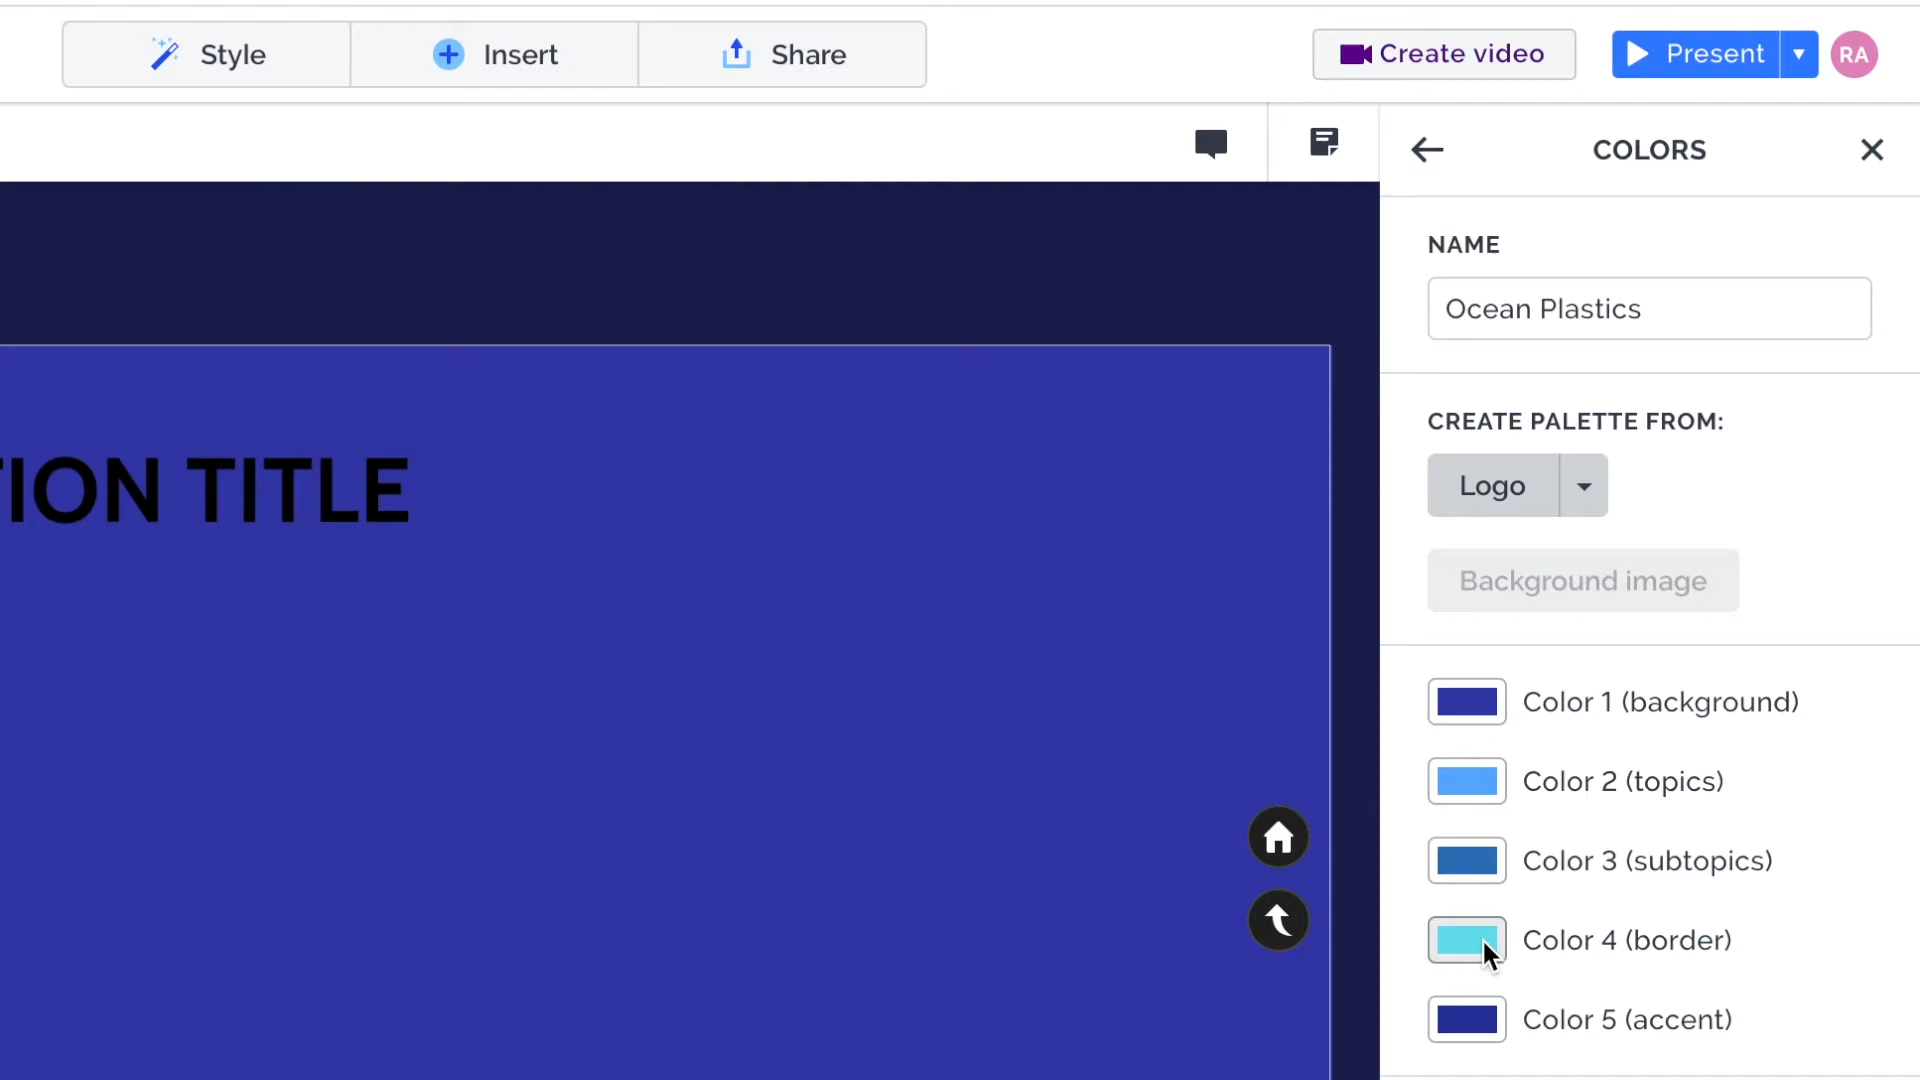 Style
Insert
Share
Create video
Present
RA
COLORS
NAME
Ocean Plastics
TION TITLE
CREATE PALETTE FROM:
Logo
Background image
Color 1 (background)
Color 2 (topics)
Color 3 (subtopics)
Color 4 (border)
Color 5 (accent)